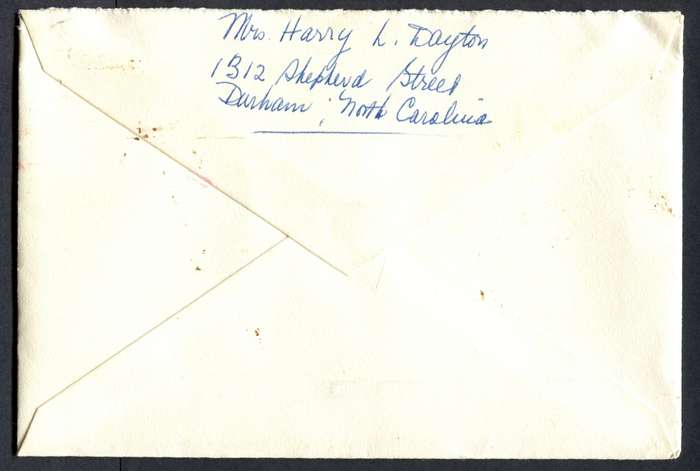 Mrs. Harry L. Dayton
1312 Shepherd Street
Durham, North Carolina